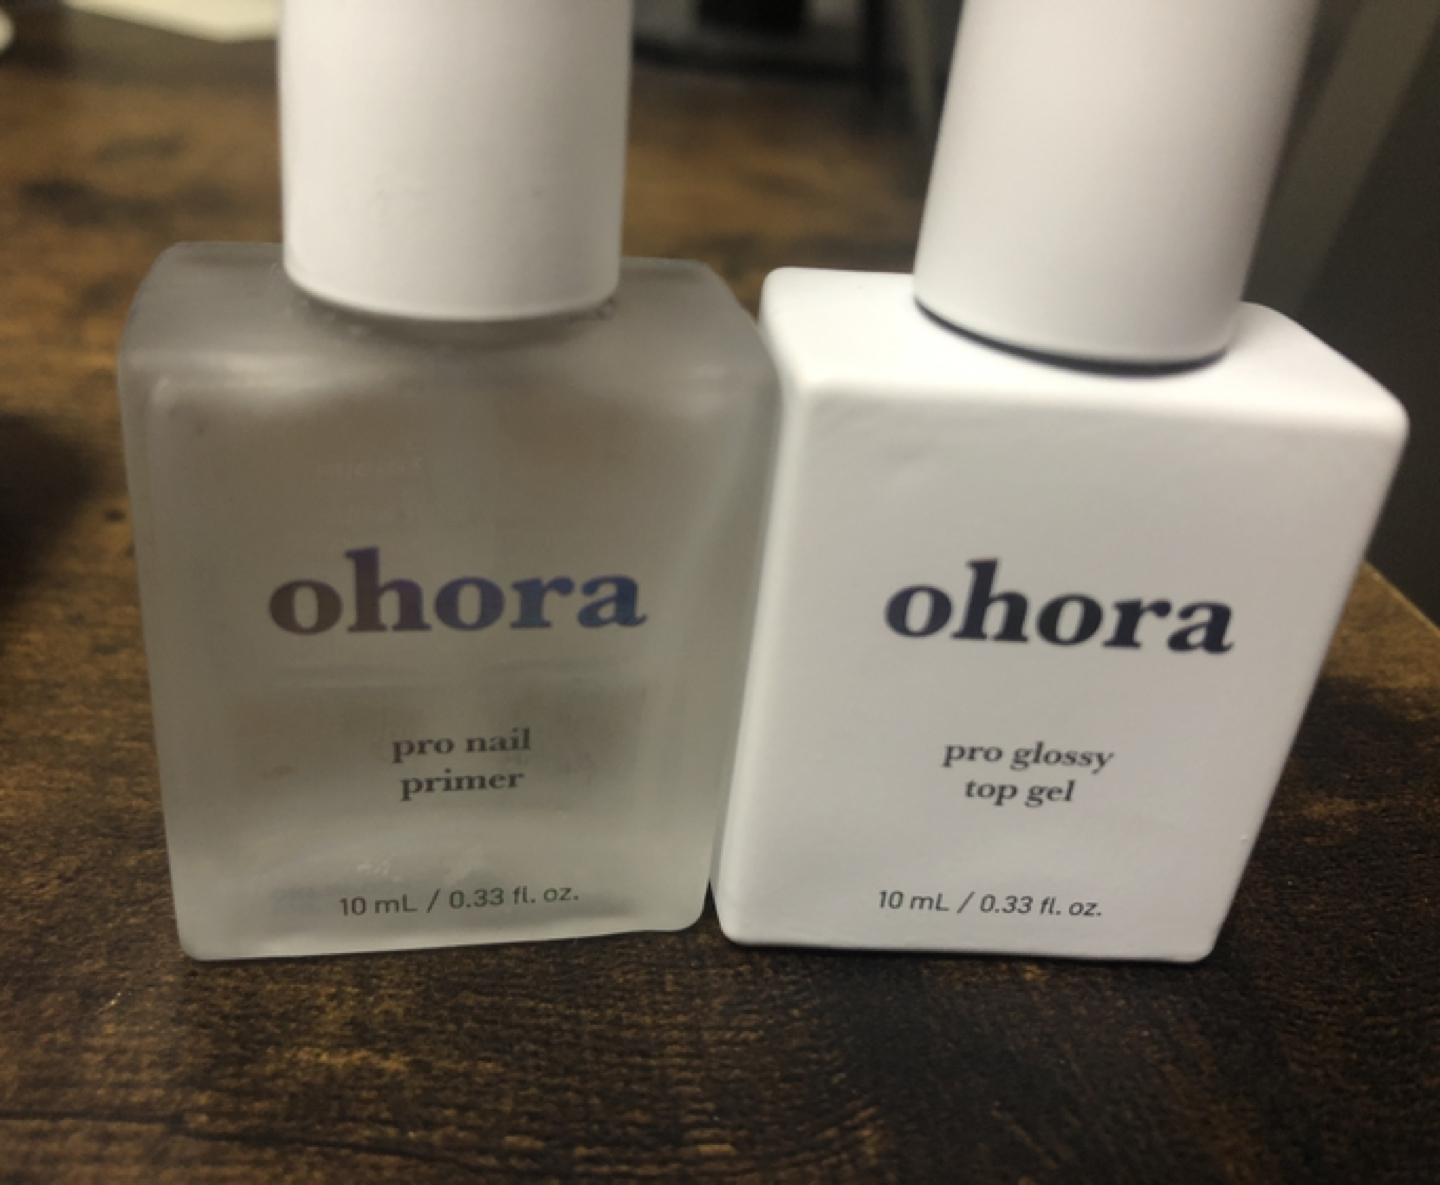 ohora
pro nail
primer
10 mL / 0.33 fl. oz.
ohora
pro glossy
top gel
10 mL / 0.33 fl. oz.